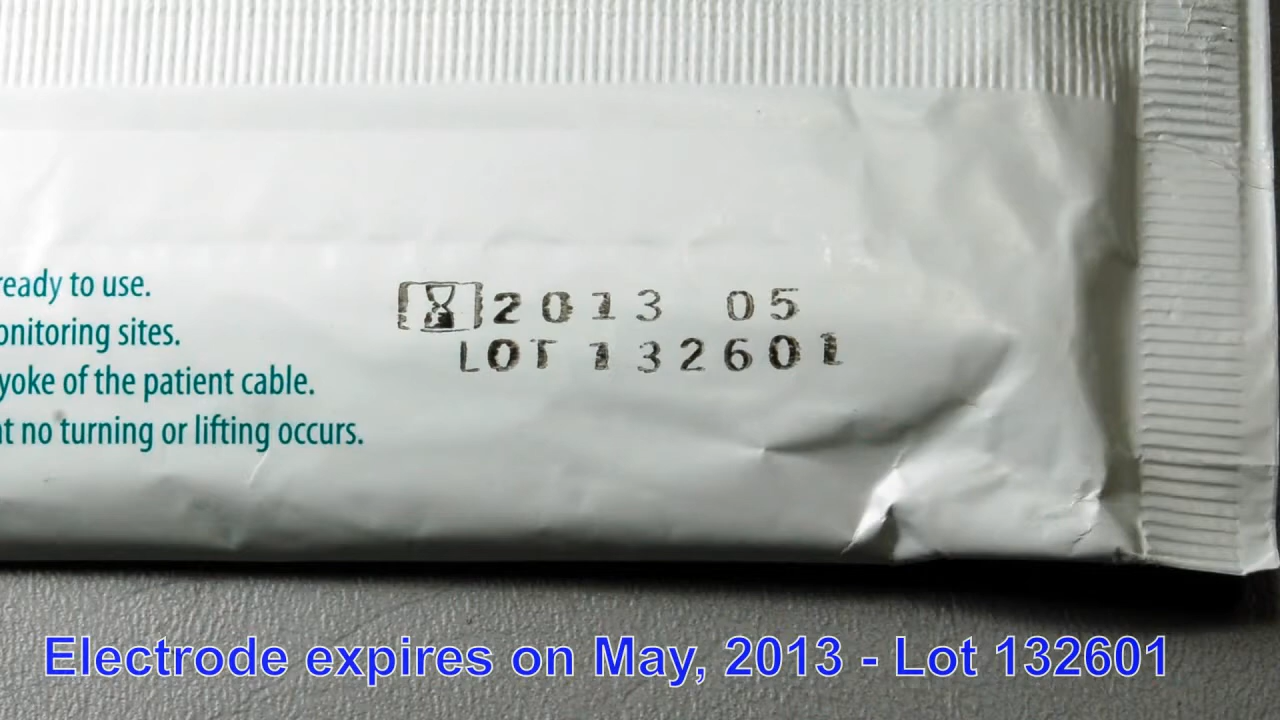 ready to use.
monitoring sites.
yoke of the patient cable.
no turning or lifting occurs.
2013 05
LOT 132601
Electrode expires on May, 2013 - Lot 132601